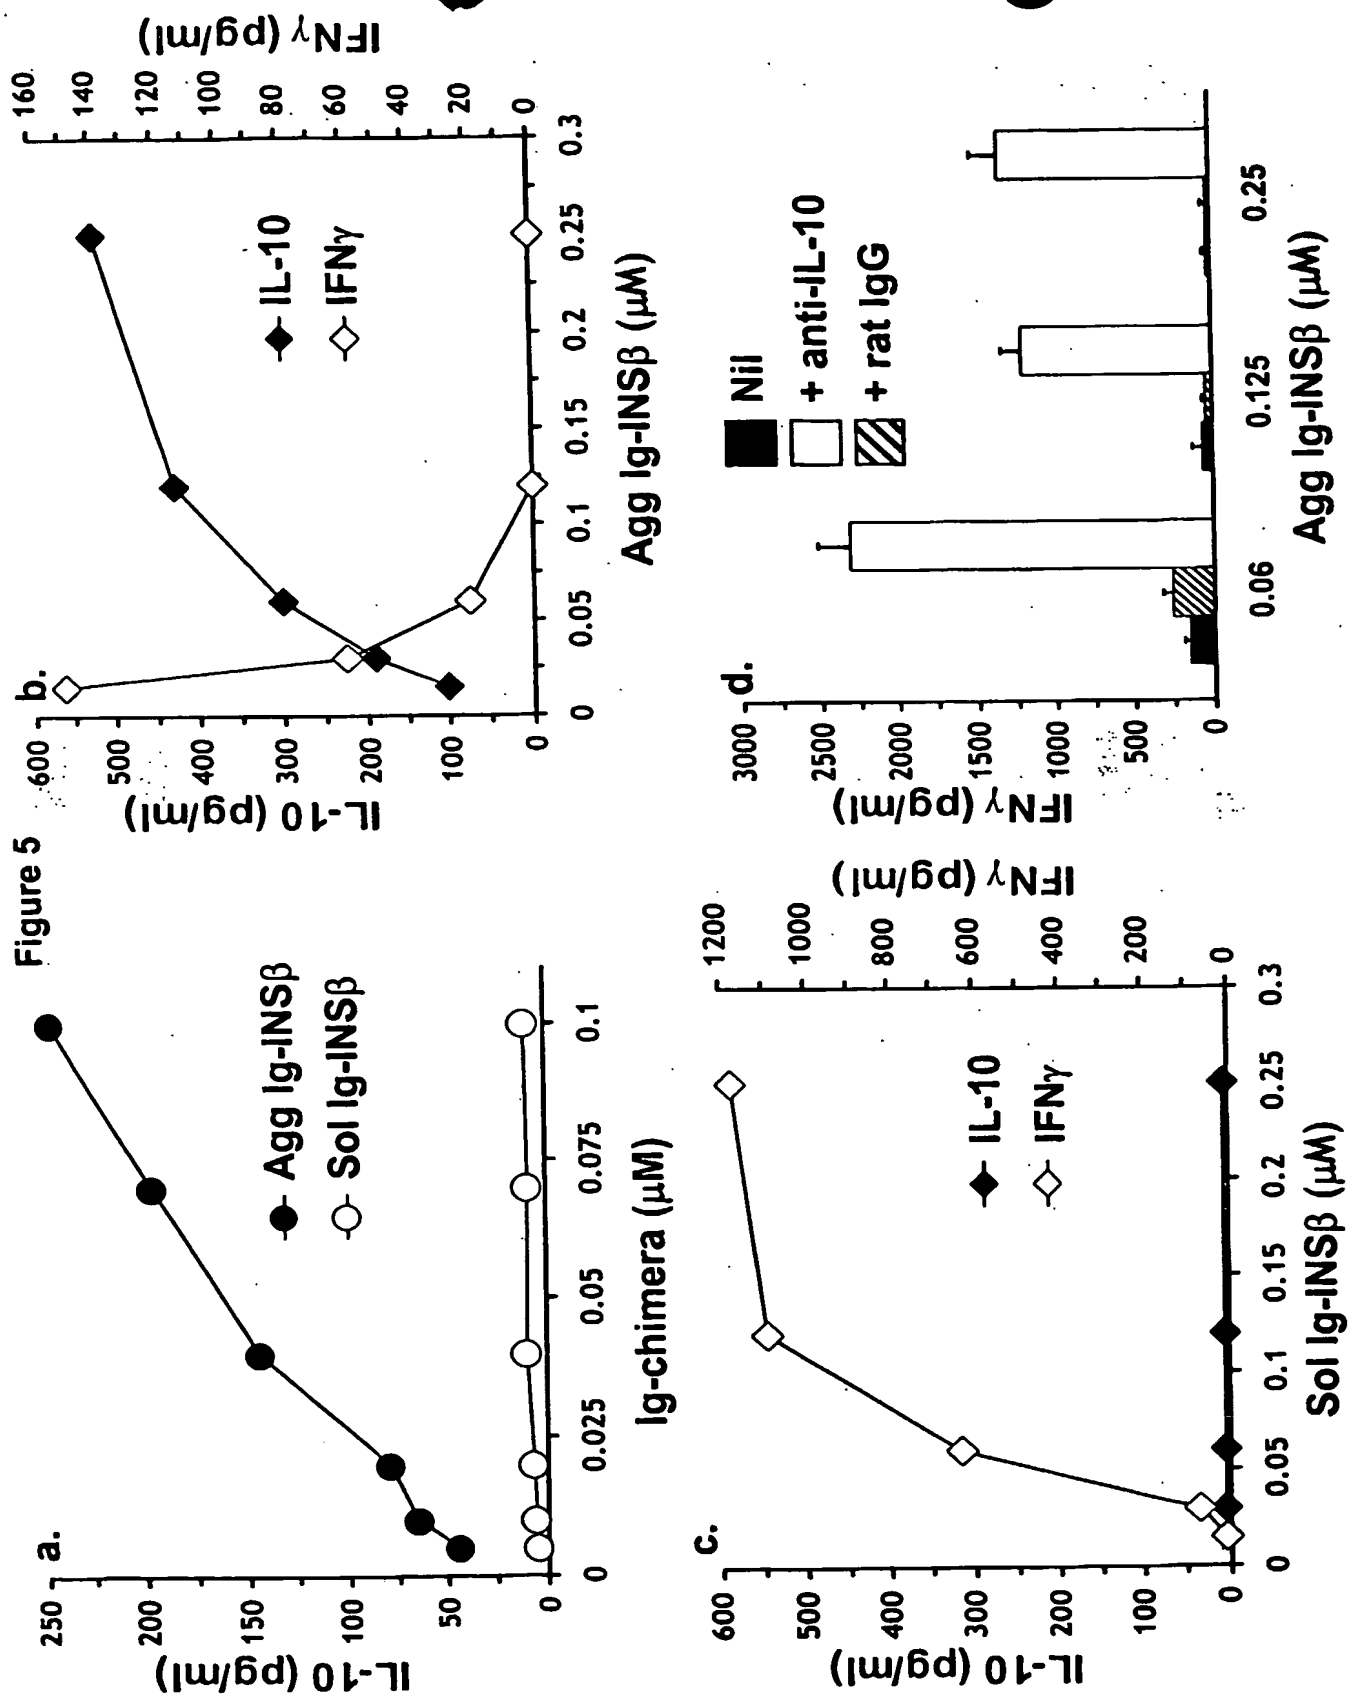 Figure 5
a.
IL-10 (pg/ml)
250
200
150
100
50
0
Agg Ig-INSβ
Sol Ig-INSβ
0 0.025 0.05 0.075 0.1
Ig-chimera (μM)
b.
IL-10 (pg/ml)
600
500
300
200
100
0
IL-10
IFNγ
IFNγ (pg/ml)
160
140
120
100
80
60
40
20
0
0 0.05 0.1 0.15 0.2 0.25 0.3
Agg Ig-INSβ (μM)
c.
IL-10 (pg/ml)
600
500
400
300
200
100
0
IL-10
IFNγ
IFNγ (pg/ml)
1200
1000
800
600
400
200
0
0 0.05 0.1 0.15 0.2 0.25 0.3
Sol Ig-INSβ (μM)
d.
IFNγ (pg/ml)
3000
2500
2000
1500
1000
500
0
Nil
+ anti-IL-10
+ rat IgG
0.06 0.125 0.25
Agg Ig-INSβ (μM)